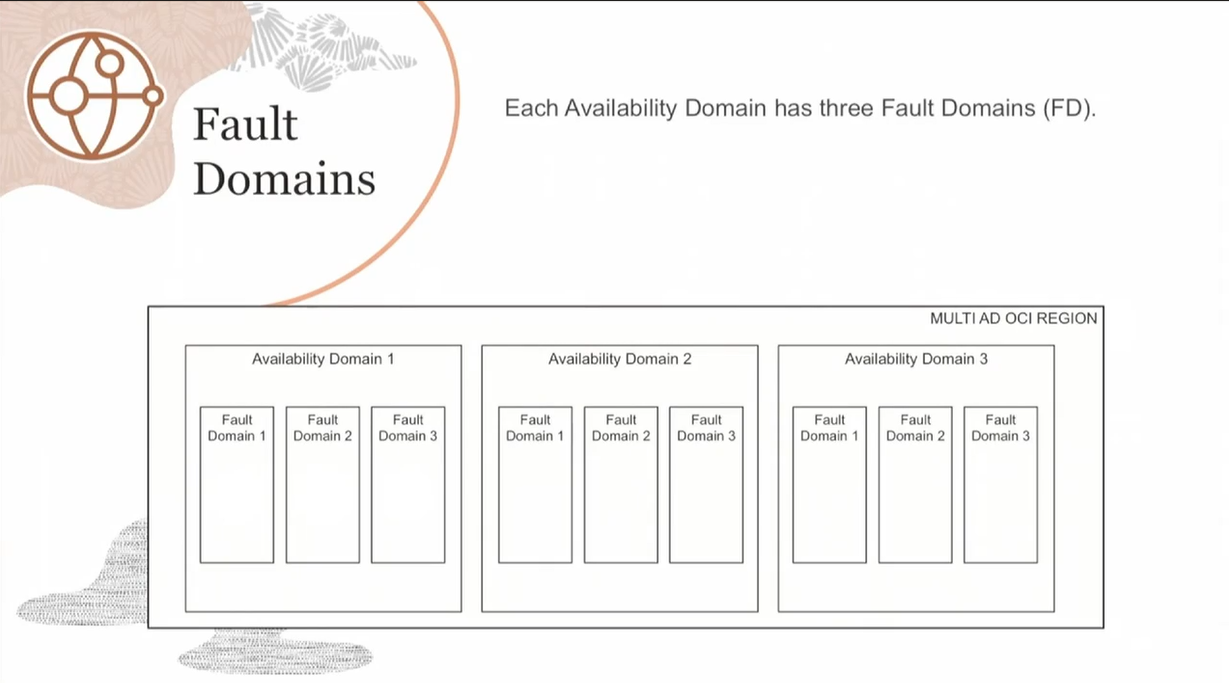 Fault
Domains
Each Availability Domain has three Fault Domains (FD).
MULTI AD OCI REGION
Availability Domain 1
Fault
Domain 1
Fault
Domain 2
Fault
Domain 3
Availability Domain 2
Fault
Domain 1
Fault
Domain 2
Fault
Domain 3
Availability Domain 3
Fault
Domain 1
Fault
Domain 2
Fault
Domain 3